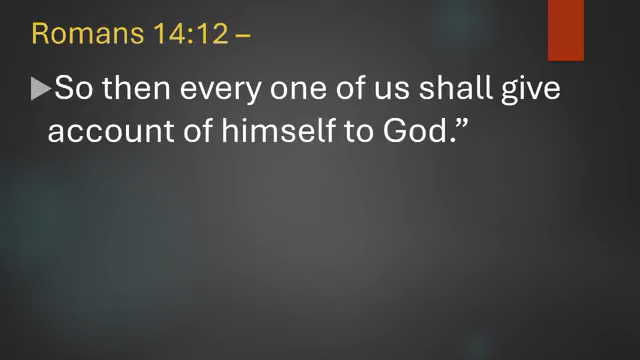 Romans 14:12 –
So then every one of us shall give
account of himself to God.”